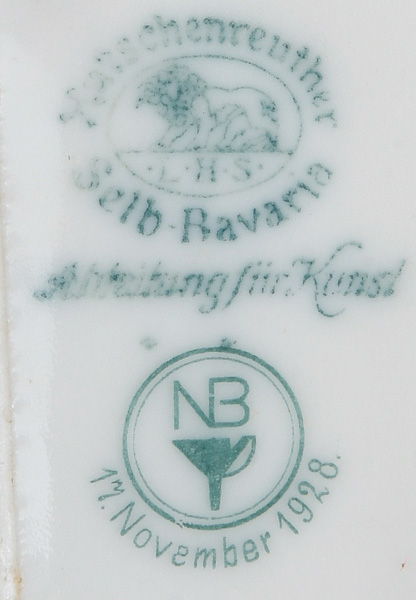 Hutschenreuther
L·H·S·
Selb-Bavaria
Abteilung für Kunst
NB
17. November 1928.